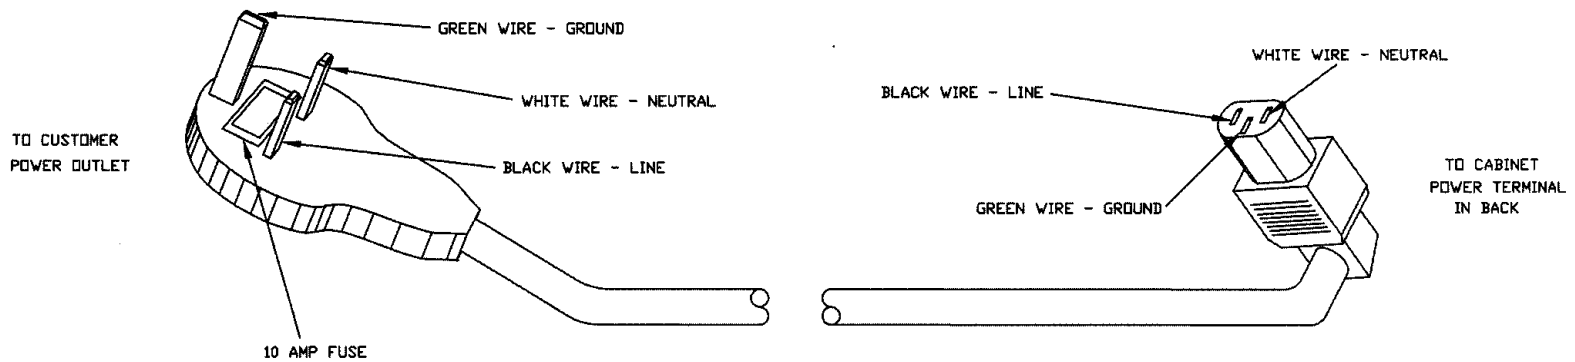 GREEN WIRE - GROUND
WHITE WIRE - NEUTRAL
BLACK WIRE - LINE
TO CUSTOMER
POWER OUTLET
10 AMP FUSE
WHITE WIRE - NEUTRAL
BLACK WIRE - LINE
GREEN WIRE - GROUND
TO CABINET
POWER TERMINAL
IN BACK